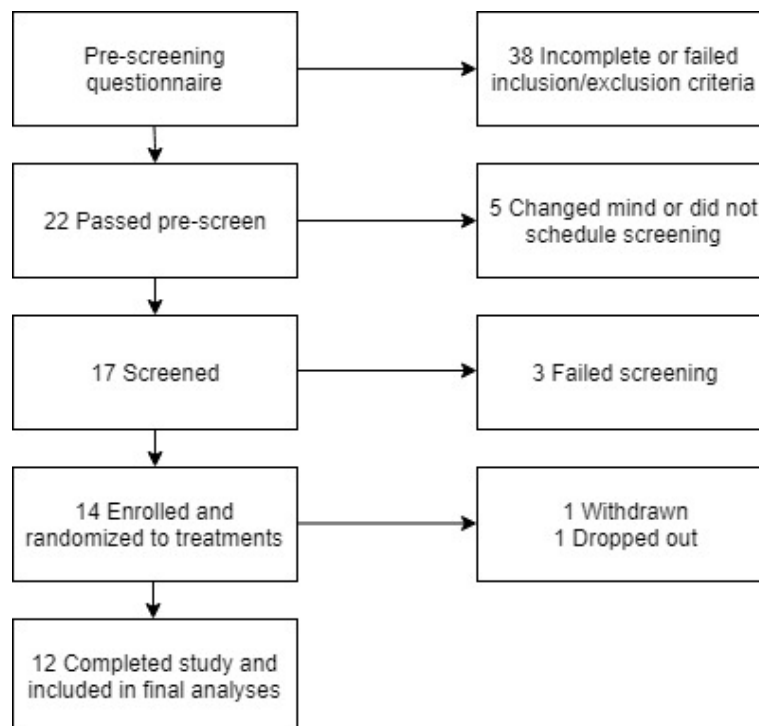 Pre-screening
questionnaire
38 Incomplete or failed
inclusion/exclusion criteria
22 Passed pre-screen
5 Changed mind or did not
schedule screening
17 Screened
3 Failed screening
14 Enrolled and
randomized to treatments
1 Withdrawn
1 Dropped out
12 Completed study and
included in final analyses